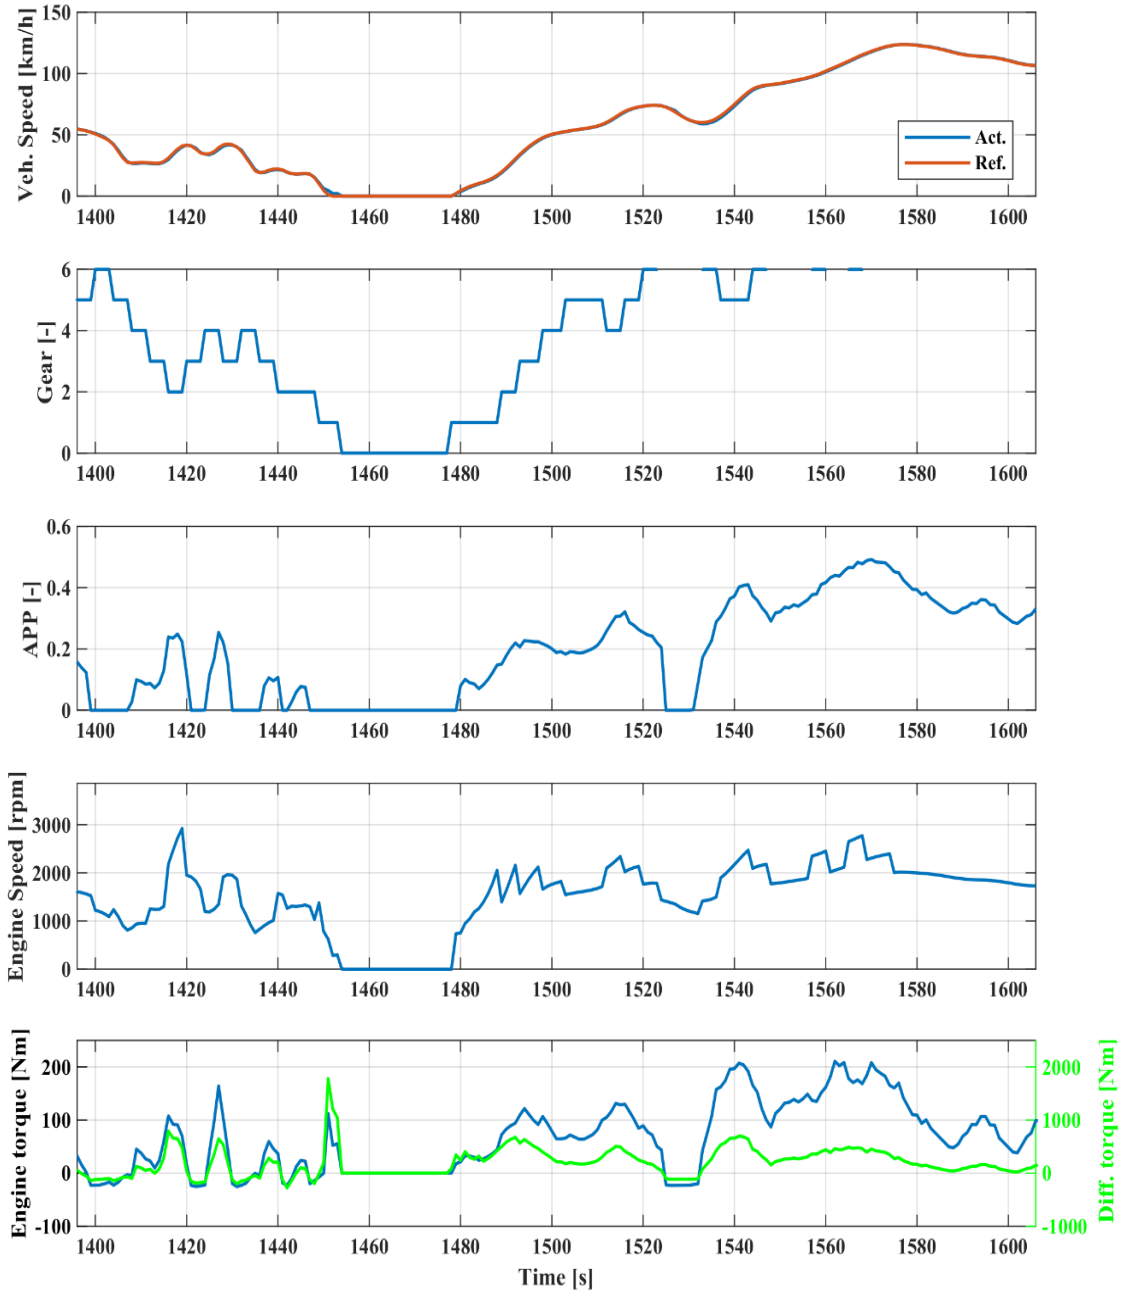 Veh. Speed [km/h]
150
100
50
0
Act.
Ref.
1400 1420 1440 1460 1480 1500 1520 1540 1560 1580 1600
Gear [-]
6
4
2
0
1400 1420 1440 1460 1480 1500 1520 1540 1560 1580 1600
APP [-]
0.6
0.4
0.2
0
1400 1420 1440 1460 1480 1500 1520 1540 1560 1580 1600
Engine Speed [rpm]
3000
2000
1000
0
1400 1420 1440 1460 1480 1500 1520 1540 1560 1580 1600
Engine torque [Nm]
200
100
0
-100
2000
1000
0
-1000
Diff. torque [Nm]
1400 1420 1440 1460 1480 1500 1520 1540 1560 1580 1600
Time [s]